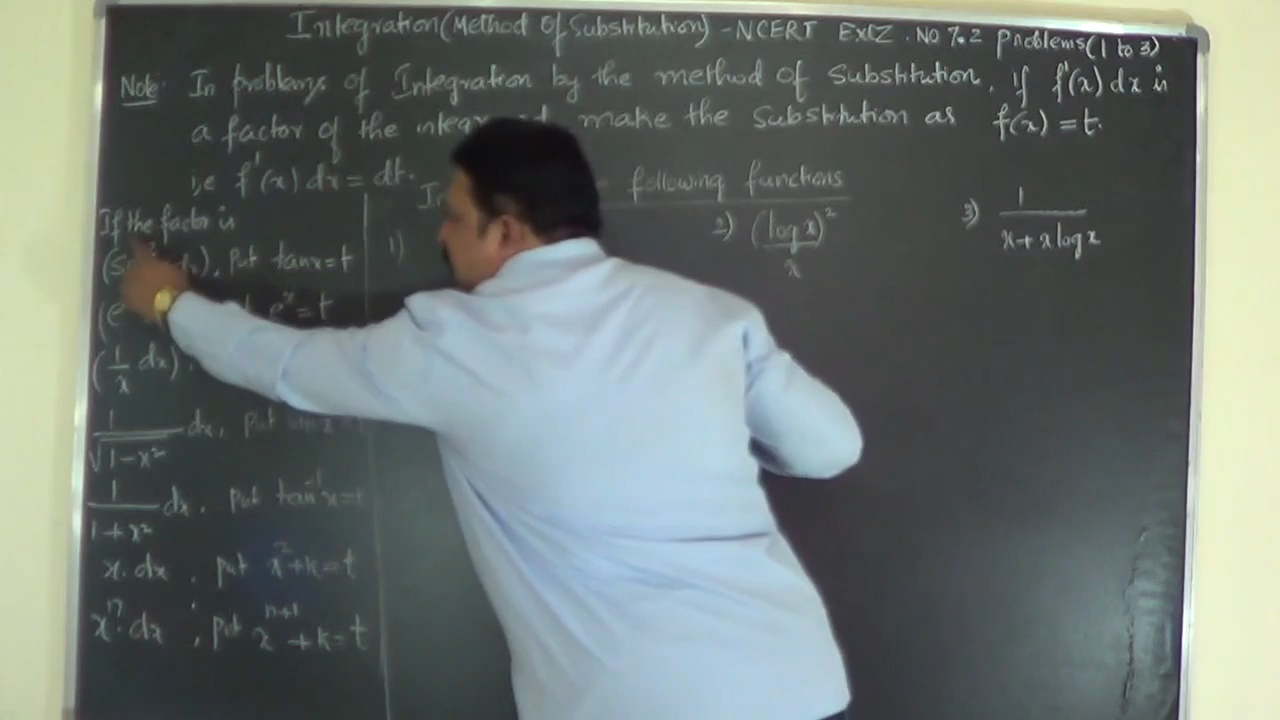 Integration (Method Of Substitution) - NCERT EXCZ. NO 7.2 Problems (1 to 3)
Note: In problems of Integration by the method of Substitution, if f'(x) dx is
a factor of the make the Substitution as f(x) = t.
i,e f'(x) dx = dt.
following functions
If the factor is
dx), Put tanx = t
(e e^x = t
(1/x dx),
1/√(1-x²) dx, Put
1/(1+x²) dx, Put tan⁻¹x = t
x. dx, put x²+k = t
xⁿ. dx, Put xⁿ⁺¹ + k = t
1)
2) (log x)²/x
3) 1/(x + x log x)